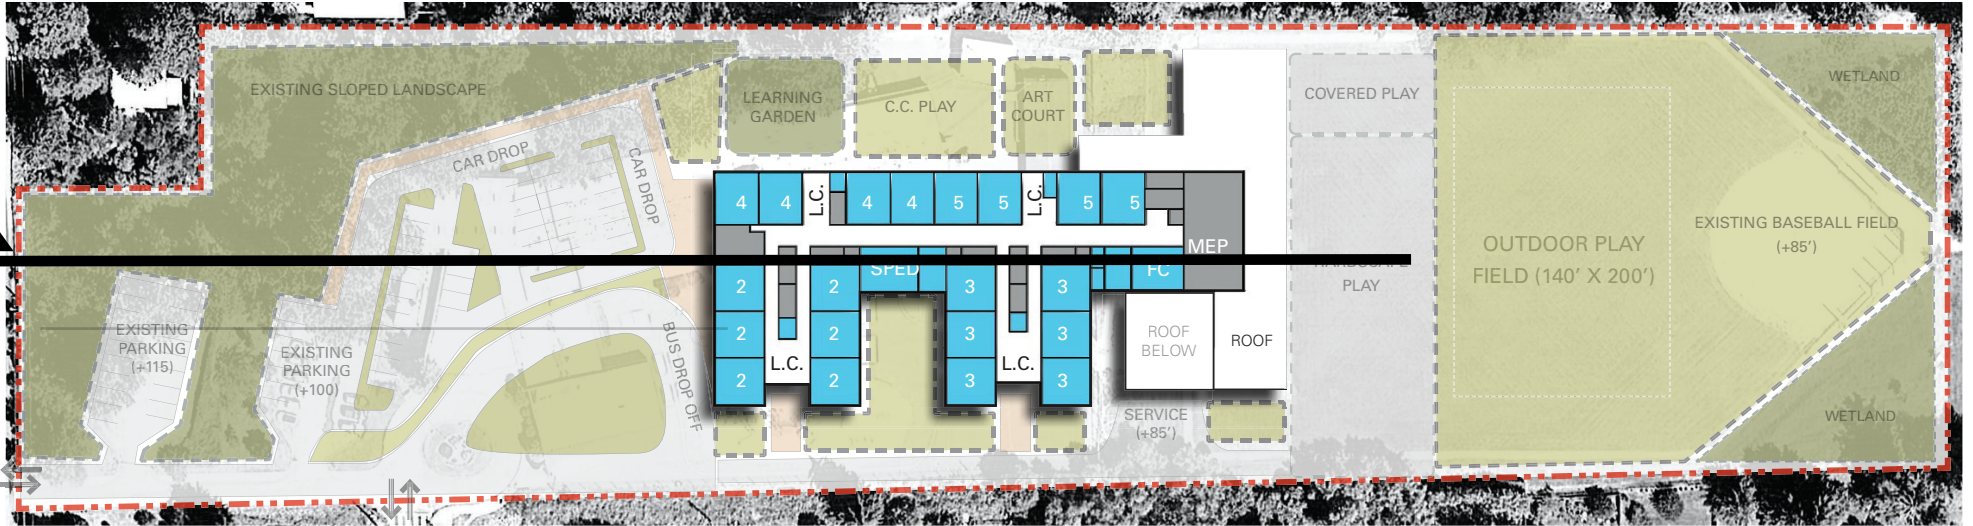 EXISTING SLOPED LANDSCAPE
CAR DROP
CAR DROP
LEARNING
GARDEN
C.C. PLAY
ART
COURT
COVERED PLAY
WETLAND
4
4
L.C.
4
4
5
5
L.C.
5
5
MEP
SPED
FC
2
2
3
3
2
2
3
3
2
2
3
3
L.C.
L.C.
ROOF
BELOW
ROOF
HARDSCAPE
PLAY
OUTDOOR PLAY
FIELD (140' X 200')
EXISTING BASEBALL FIELD
(+85')
EXISTING
PARKING
(+115)
EXISTING
PARKING
(+100)
BUS DROP OFF
SERVICE
(+85')
WETLAND